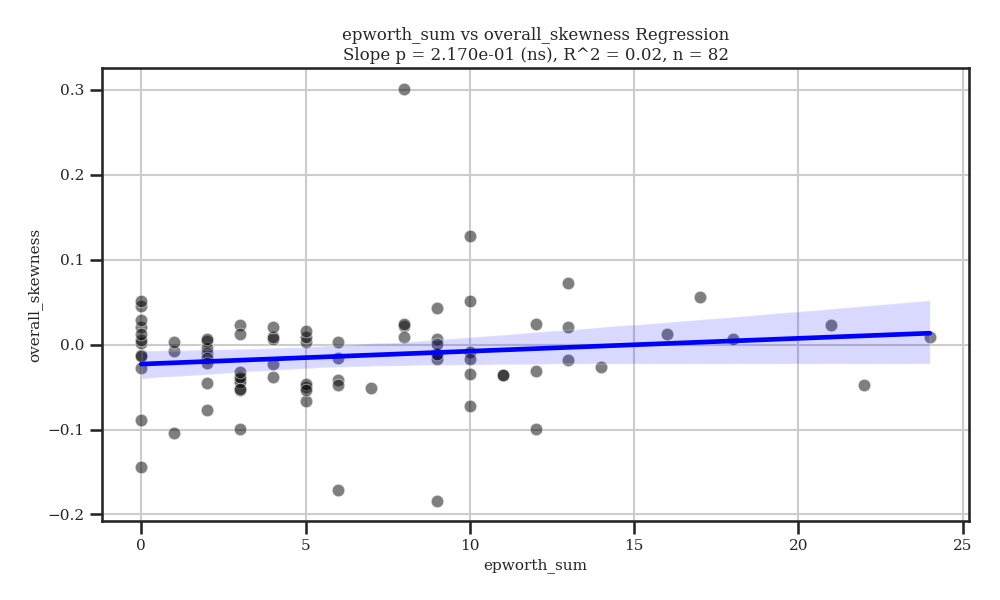 epworth_sum vs overall_skewness Regression
Slope p = 2.170e-01 (ns), R^2 = 0.02, n = 82
overall_skewness
0.3
0.2
0.1
0.0
−0.1
−0.2
0 5 10 15 20 25
epworth_sum